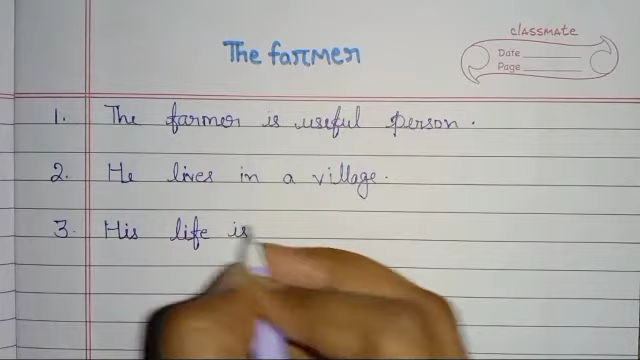 classmate
The farmer
Date
Page
1. The farmer is useful person.
2. He lives in a village.
3. His life is